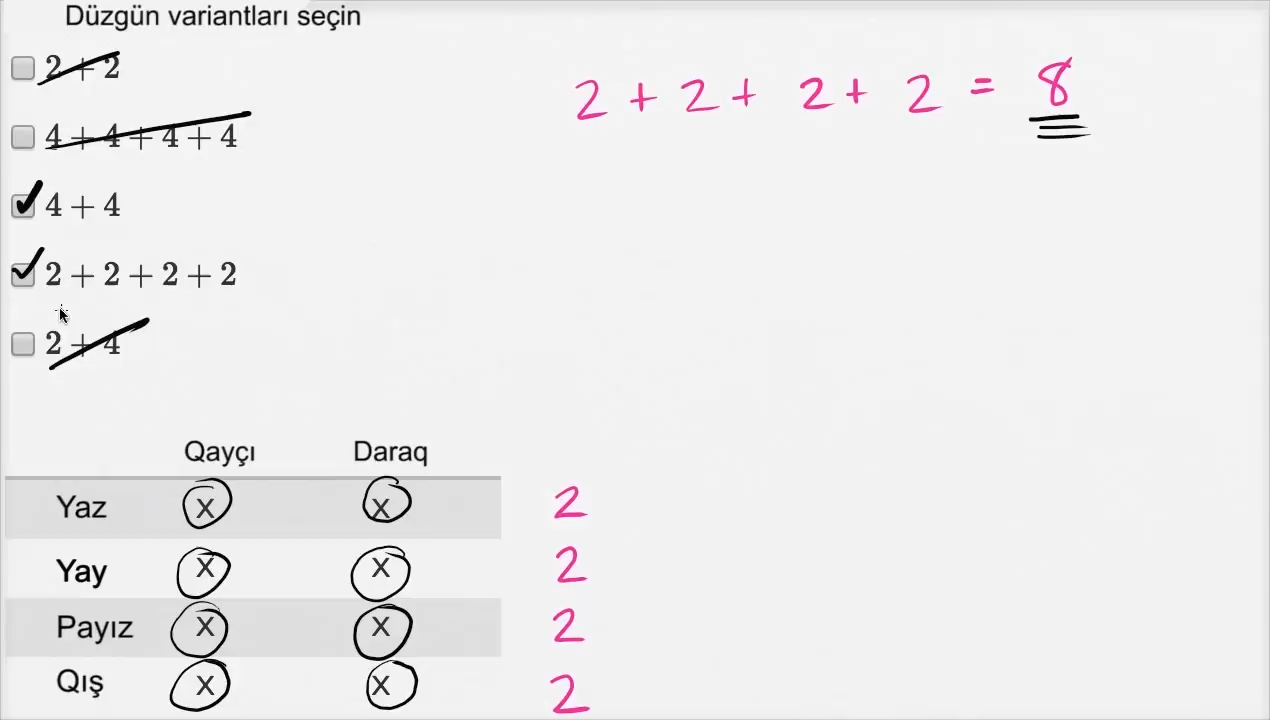 Düzgün variantları seçin
2 + 2
4 + 4 + 4 + 4
4 + 4
2 + 2 + 2 + 2
2 + 4
2 + 2 + 2 + 2 = 8
Qayçı Daraq
Yaz X X 2
Yay X X 2
Payız X X 2
Qış X X 2